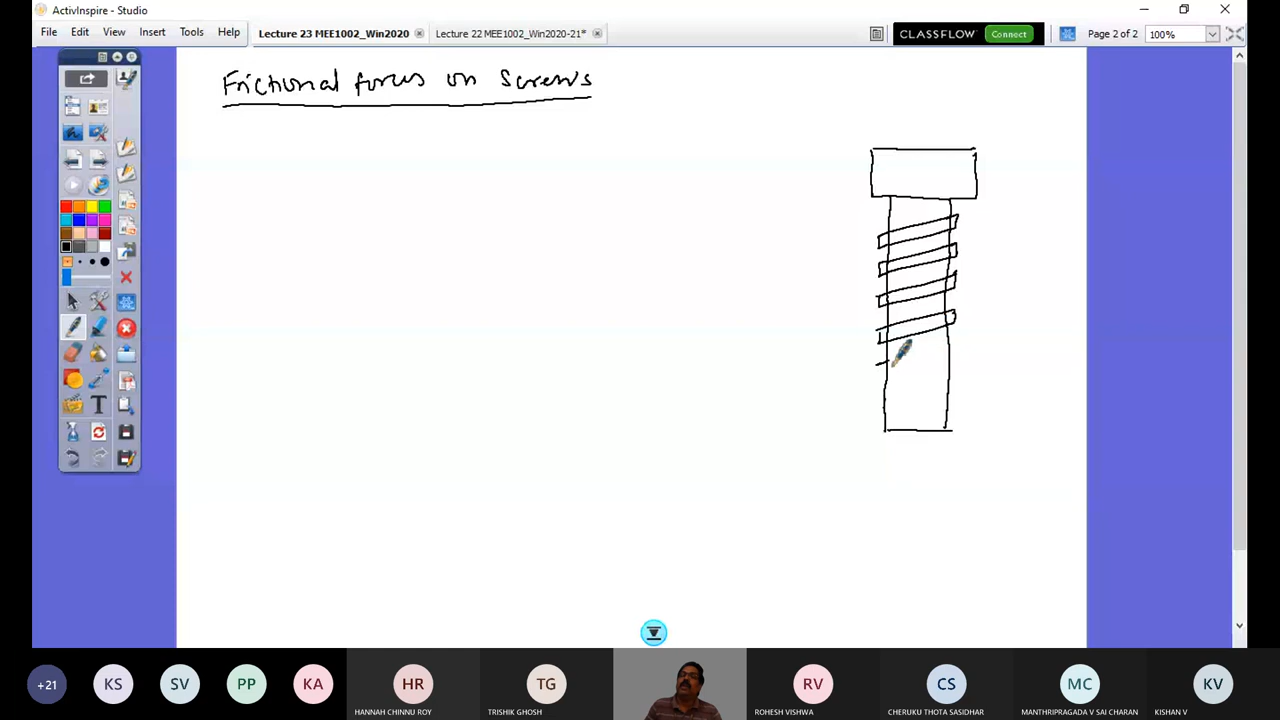 ActivInspire - Studio
File Edit View Insert Tools Help
Lecture 23 MEE1002_Win2020
Lecture 22 MEE1002_Win2020-21*
CLASSFLOW Connect
Page 2 of 2
100%
Frictional forces on Screws
T
+21
KS
SV
PP
KA
HR
HANNAH CHINNU ROY
TG
TRISHIK GHOSH
RV
ROHESH VISHWA
CS
CHERUKU THOTA SASIDHAR
MC
MANTHRIPRAGADA V SAI CHARAN
KV
KISHAN V